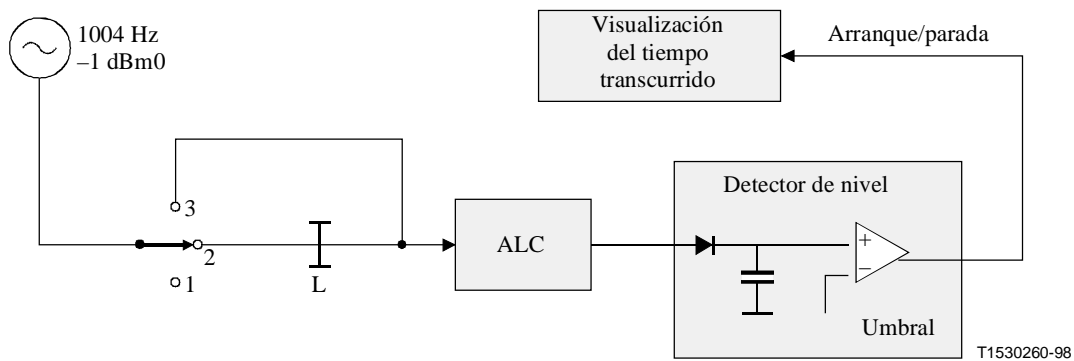 1004 Hz
–1 dBm0
Visualización
del tiempo
transcurrido
Arranque/parada
3
2
1
L
ALC
Detector de nivel
+
–
Umbral
T1530260-98